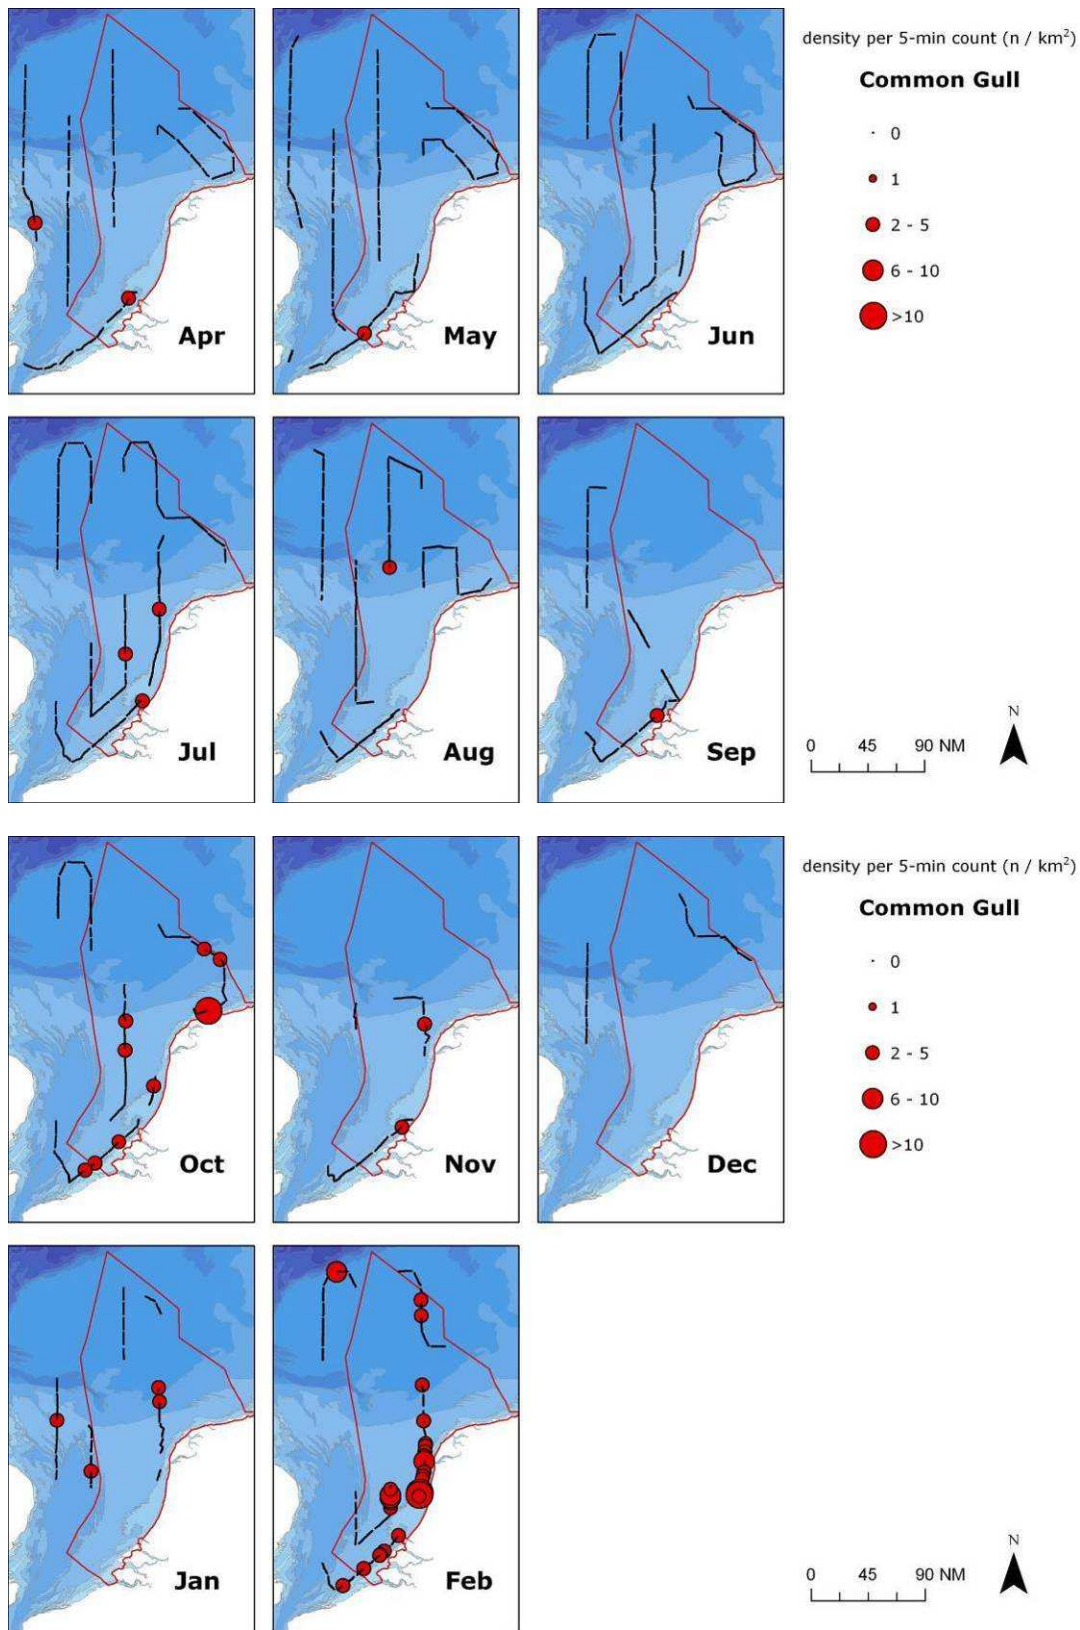 density per 5-min count (n / km²)
Common Gull
0
1
2 - 5
6 - 10
>10
Apr
May
Jun
Jul
Aug
Sep
0 45 90 NM
N
density per 5-min count (n / km²)
Common Gull
0
1
2 - 5
6 - 10
>10
Oct
Nov
Dec
Jan
Feb
0 45 90 NM
N